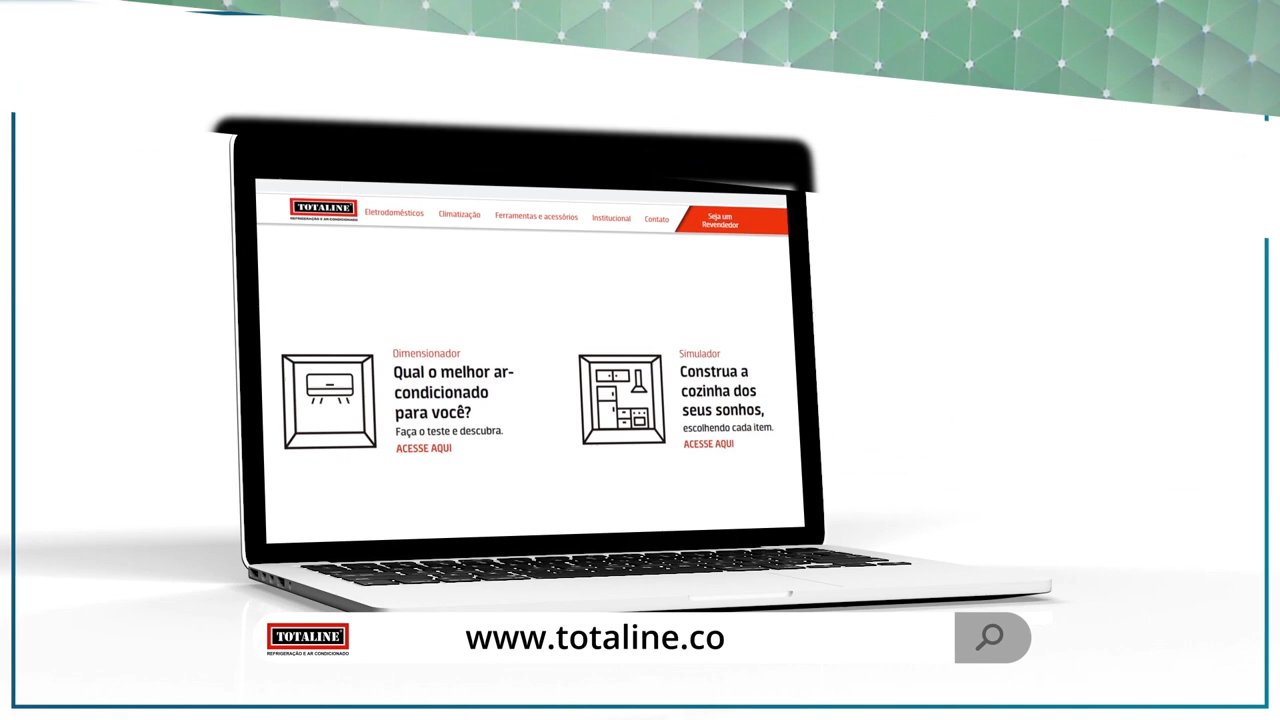 TOTALINE
REFRIGERAÇÃO E AR CONDICIONADO
Eletrodomésticos
Climatização
Ferramentas e acessórios
Institucional
Contato
Seja um
Revendedor
Dimensionador
Qual o melhor ar-
condicionado
para você?
Faça o teste e descubra.
ACESSE AQUI
Simulador
Construa a
cozinha dos
seus sonhos,
escolhendo cada item.
ACESSE AQUI
TOTALINE
REFRIGERAÇÃO E AR CONDICIONADO
www.totaline.co